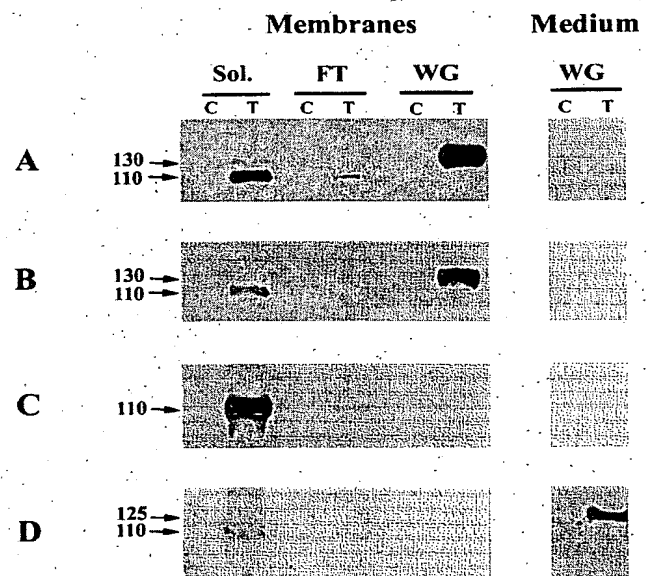 Membranes Medium
Sol. FT WG WG
C T C T C T C T
A
130
110
B
130
110
C
110
D
125
110